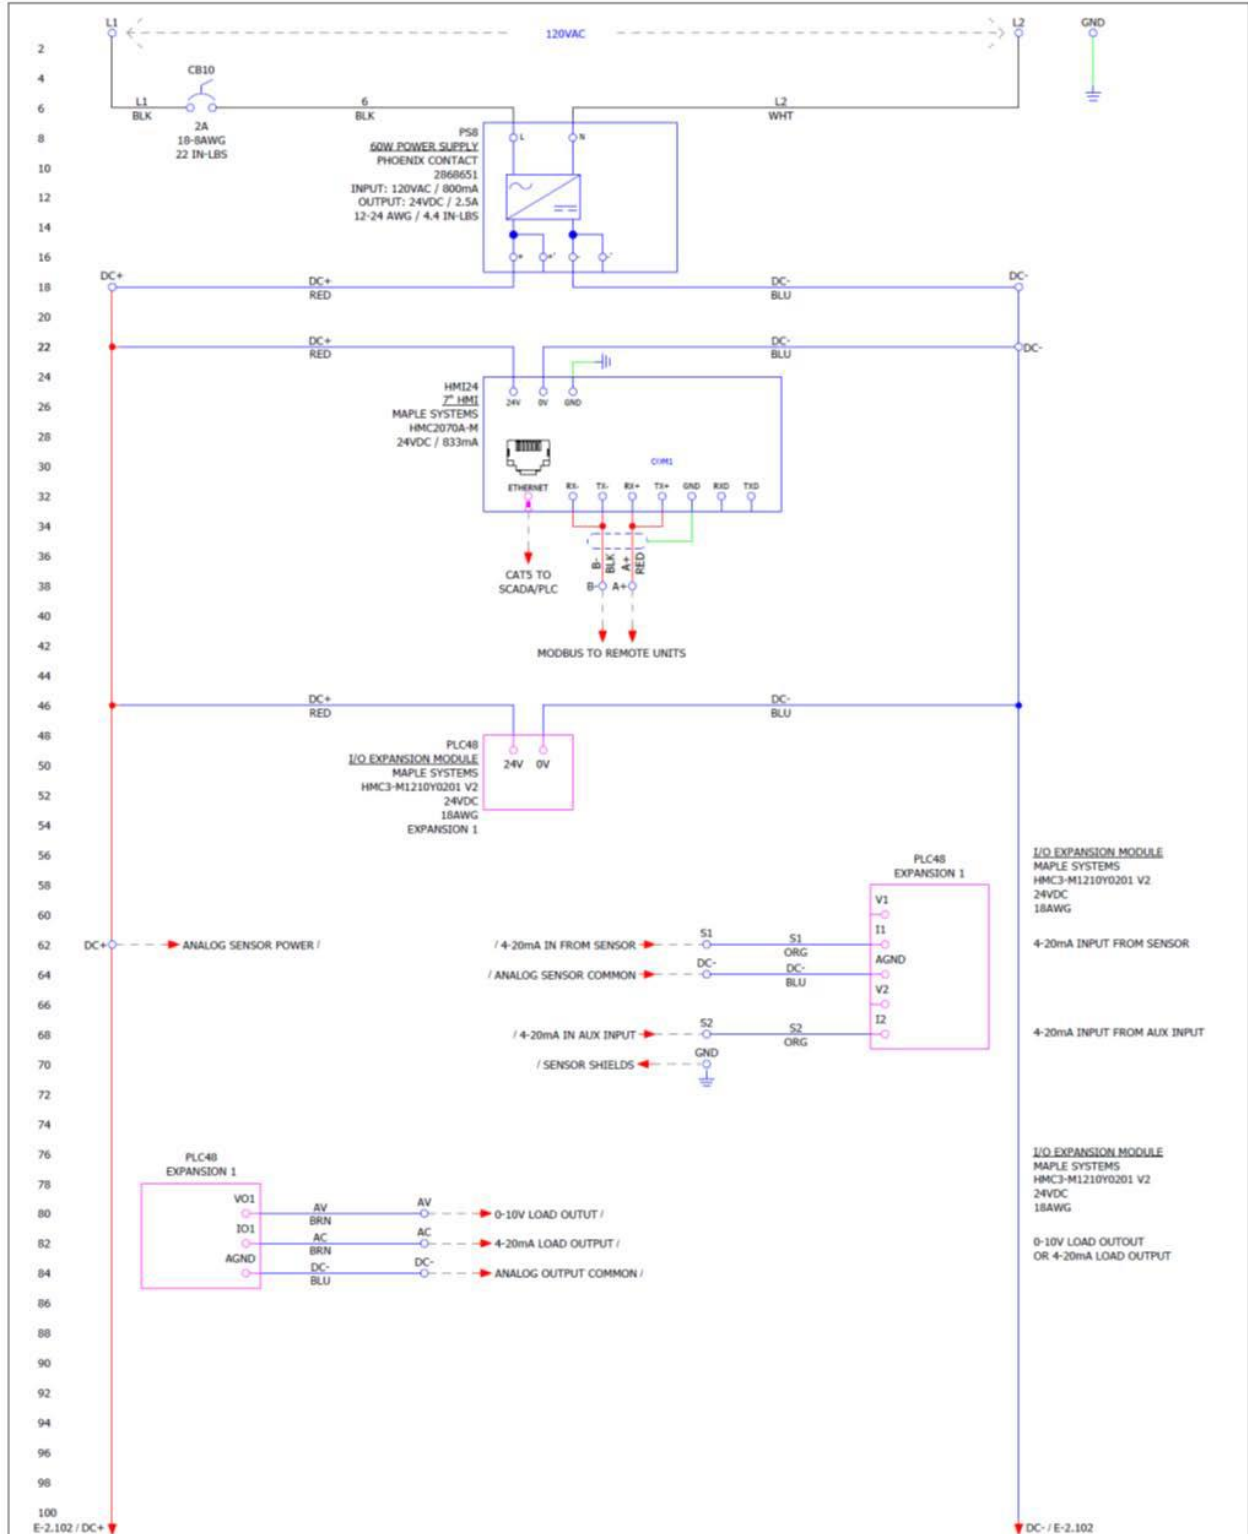 L1
120VAC
L2
GND
2
4
CB10
6
L1
BLK
6
BLK
L2
WHT
2A
18-8AWG
22 IN-LBS
8
PS8
L
N
60W POWER SUPPLY
10
PHOENIX CONTACT
2868651
12
INPUT: 120VAC / 800mA
OUTPUT: 24VDC / 2.5A
12-24 AWG / 4.4 IN-LBS
14
16
+
+'
-
-'
DC+
DC-
18
DC+
RED
DC-
BLU
20
22
DC+
RED
DC-
BLU
DC-
24
HMI24
26
7" HMI
24V
0V
GND
MAPLE SYSTEMS
28
HMC2070A-M
24VDC / 833mA
30
COM1
32
ETHERNET
RX-
TX-
RX+
TX+
GND
RXD
TXD
34
36
B-
BLK
A+
RED
CAT5 TO
SCADA/PLC
38
B-
A+
40
42
MODBUS TO REMOTE UNITS
44
46
DC+
RED
DC-
BLU
48
PLC48
50
I/O EXPANSION MODULE
24V
0V
MAPLE SYSTEMS
HMC3-M1210Y0201 V2
52
24VDC
18AWG
54
EXPANSION 1
56
PLC48
EXPANSION 1
I/O EXPANSION MODULE
MAPLE SYSTEMS
HMC3-M1210Y0201 V2
24VDC
18AWG
58
V1
60
I1
62
DC+
ANALOG SENSOR POWER /
/ 4-20mA IN FROM SENSOR
S1
S1
ORG
4-20mA INPUT FROM SENSOR
AGND
64
/ ANALOG SENSOR COMMON
DC-
DC-
BLU
V2
66
I2
68
/ 4-20mA IN AUX INPUT
S2
S2
ORG
4-20mA INPUT FROM AUX INPUT
70
/ SENSOR SHIELDS
GND
72
74
76
PLC48
EXPANSION 1
I/O EXPANSION MODULE
MAPLE SYSTEMS
HMC3-M1210Y0201 V2
24VDC
18AWG
78
VO1
80
AV
BRN
AV
0-10V LOAD OUTUT /
IO1
82
AC
BRN
AC
4-20mA LOAD OUTPUT /
0-10V LOAD OUTOUT
OR 4-20mA LOAD OUTPUT
AGND
84
DC-
BLU
DC-
ANALOG OUTPUT COMMON /
86
88
90
92
94
96
98
100
E-2.102 / DC+
DC- / E-2.102